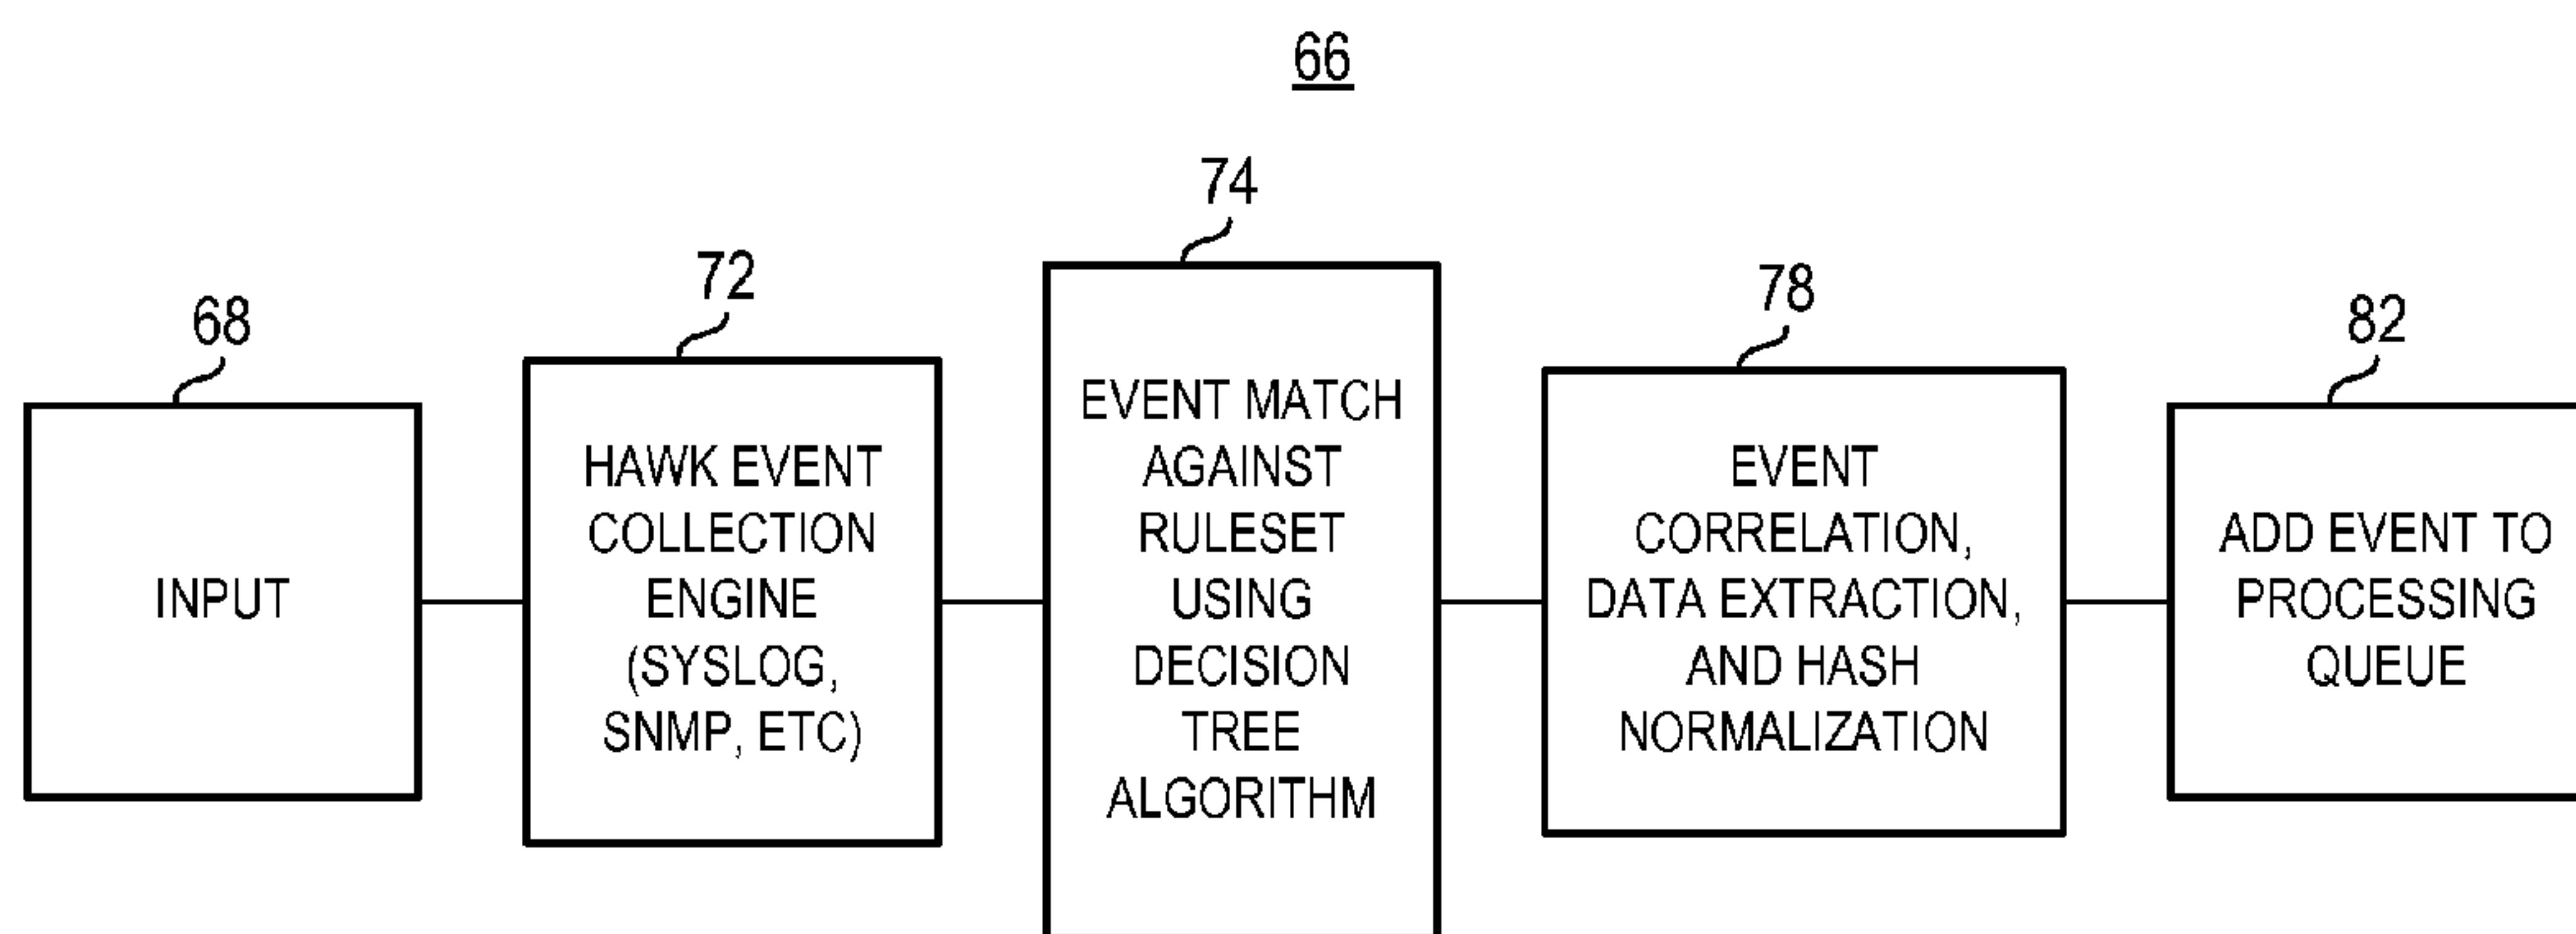 66
68
INPUT
72
HAWK EVENT
COLLECTION
ENGINE
(SYSLOG,
SNMP, ETC)
74
EVENT MATCH
AGAINST
RULESET
USING
DECISION
TREE
ALGORITHM
78
EVENT
CORRELATION,
DATA EXTRACTION,
AND HASH
NORMALIZATION
82
ADD EVENT TO
PROCESSING
QUEUE